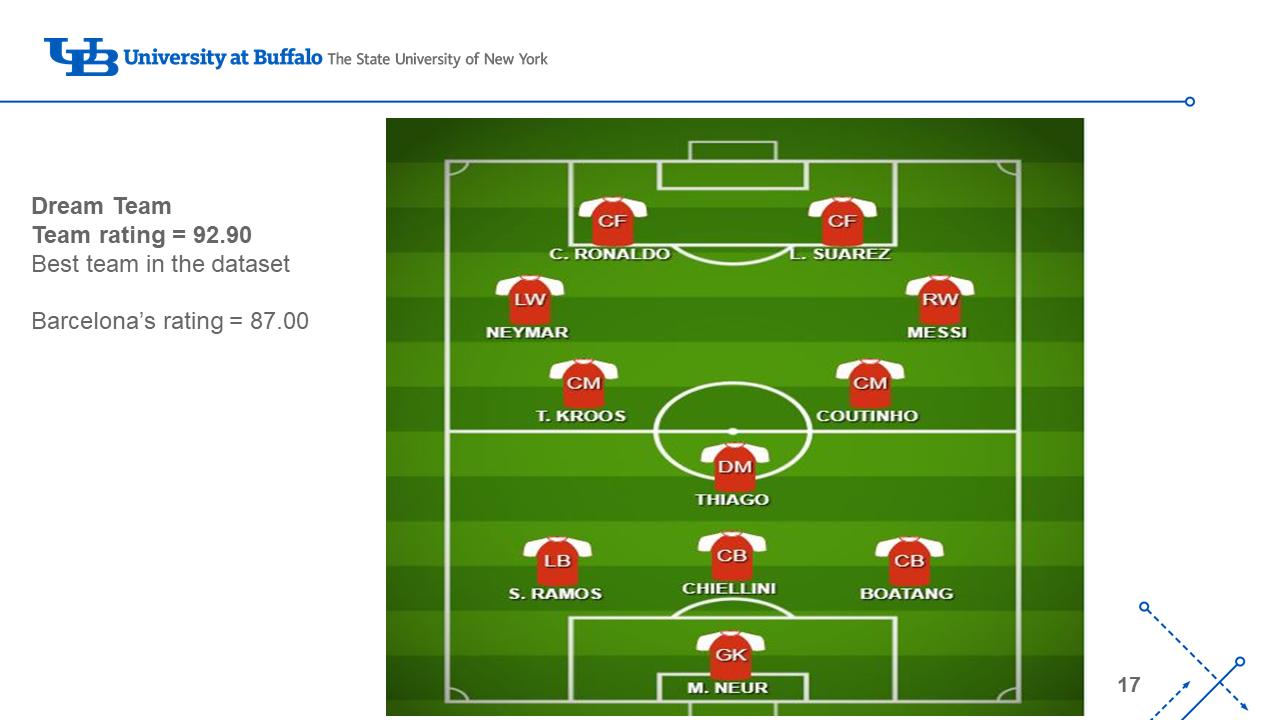 UB University at Buffalo The State University of New York
Dream Team
Team rating = 92.90
Best team in the dataset
Barcelona's rating = 87.00
CF CF
C. RONALDO L. SUAREZ
LW RW
NEYMAR MESSI
CM CM
T. KROOS COUTINHO
DM
THIAGO
LB CB CB
S. RAMOS CHIELLINI BOATANG
GK
M. NEUR
17